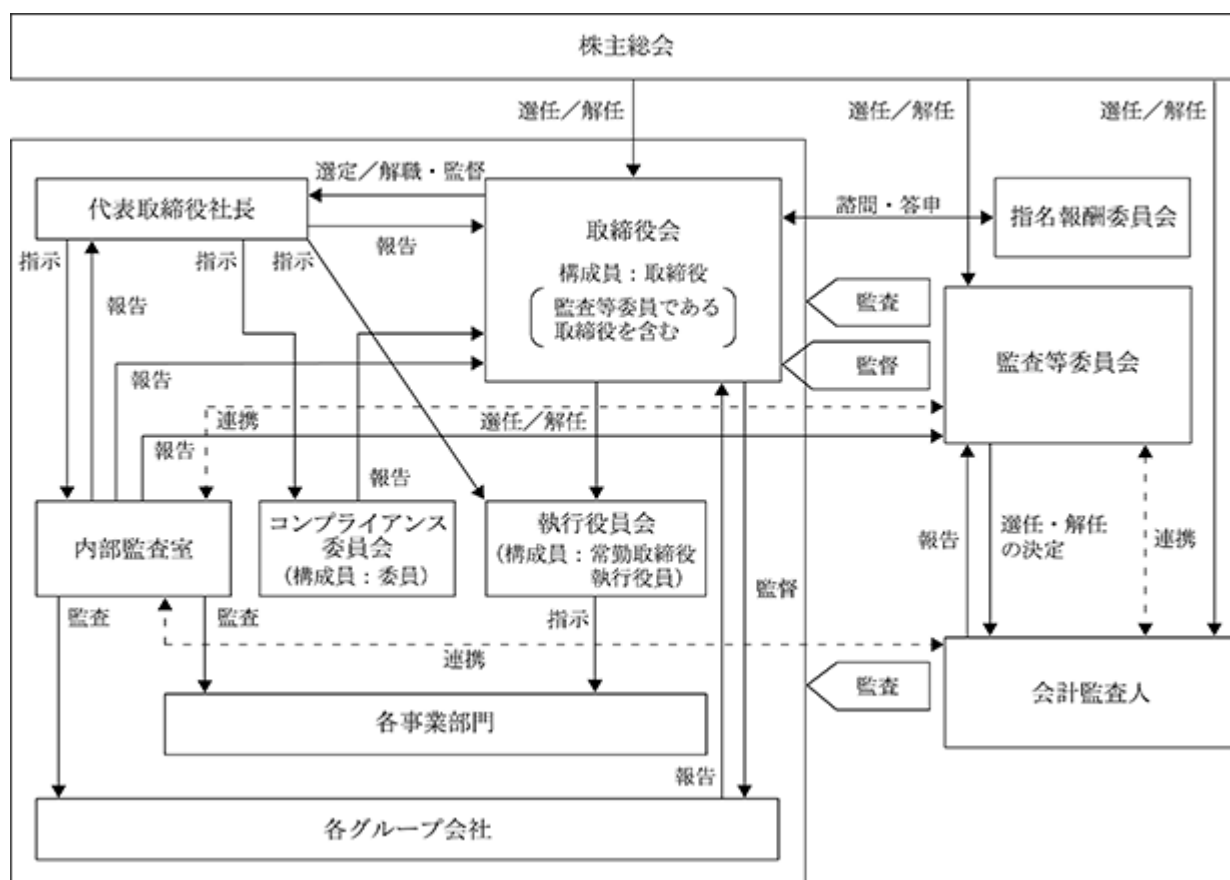 株主総会
選任／解任
選任／解任
選任／解任
選定／解職・監督
代表取締役社長
報告
取締役会
構成員：取締役
監査等委員である
取締役を含む
諮問・答申
指名報酬委員会
指示
報告
指示
指示
監査
監督
監査等委員会
報告
連携
選任／解任
報告
報告
内部監査室
コンプライアンス
委員会
（構成員：委員）
執行役員会
（構成員：常勤取締役
執行役員）
報告
選任・解任
の決定
連携
監査
監査
指示
監督
連携
監査
会計監査人
各事業部門
報告
各グループ会社